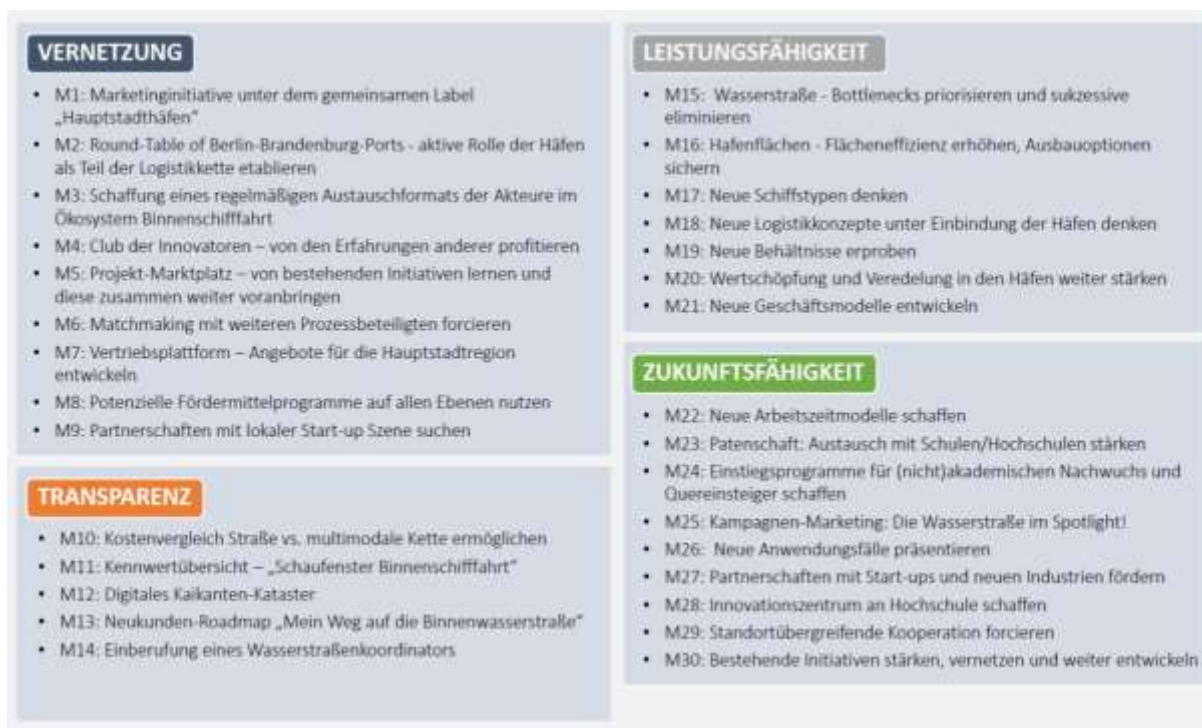 VERNETZUNG
• M1: Marketinginitiative unter dem gemeinsamen Label
„Hauptstadthäfen“
• M2: Round-Table of Berlin-Brandenburg-Ports - aktive Rolle der Häfen
als Teil der Logistikkette etablieren
• M3: Schaffung eines regelmäßigen Austauschformats der Akteure im
Ökosystem Binnenschifffahrt
• M4: Club der Innovatoren – von den Erfahrungen anderer profitieren
• M5: Projekt-Marktplatz – von bestehenden Initiativen lernen und
diese zusammen weiter voranbringen
• M6: Matchmaking mit weiteren Prozessbeteiligten forcieren
• M7: Vertriebsplattform – Angebote für die Hauptstadtregion
entwickeln
• M8: Potenzielle Fördermittelprogramme auf allen Ebenen nutzen
• M9: Partnerschaften mit lokaler Start-up Szene suchen
TRANSPARENZ
• M10: Kostenvergleich Straße vs. multimodale Kette ermöglichen
• M11: Kennwertübersicht – „Schaufenster Binnenschifffahrt“
• M12: Digitales Kaikanten-Kataster
• M13: Neukunden-Roadmap „Mein Weg auf die Binnenwasserstraße“
• M14: Einberufung eines Wasserstraßenkoordinators
LEISTUNGSFÄHIGKEIT
• M15: Wasserstraße - Bottlenecks priorisieren und sukzessive
eliminieren
• M16: Hafenflächen - Flächeneffizienz erhöhen, Ausbauoptionen
sichern
• M17: Neue Schiffstypen denken
• M18: Neue Logistikkonzepte unter Einbindung der Häfen denken
• M19: Neue Behältnisse erproben
• M20: Wertschöpfung und Veredelung in den Häfen weiter stärken
• M21: Neue Geschäftsmodelle entwickeln
ZUKUNFTSFÄHIGKEIT
• M22: Neue Arbeitszeitmodelle schaffen
• M23: Patenschaft: Austausch mit Schulen/Hochschulen stärken
• M24: Einstiegsprogramme für (nicht)akademischen Nachwuchs und
Quereinsteiger schaffen
• M25: Kampagnen-Marketing: Die Wasserstraße im Spotlight!
• M26: Neue Anwendungsfälle präsentieren
• M27: Partnerschaften mit Start-ups und neuen Industrien fördern
• M28: Innovationszentrum an Hochschule schaffen
• M29: Standortübergreifende Kooperation forcieren
• M30: Bestehende Initiativen stärken, vernetzen und weiter entwickeln